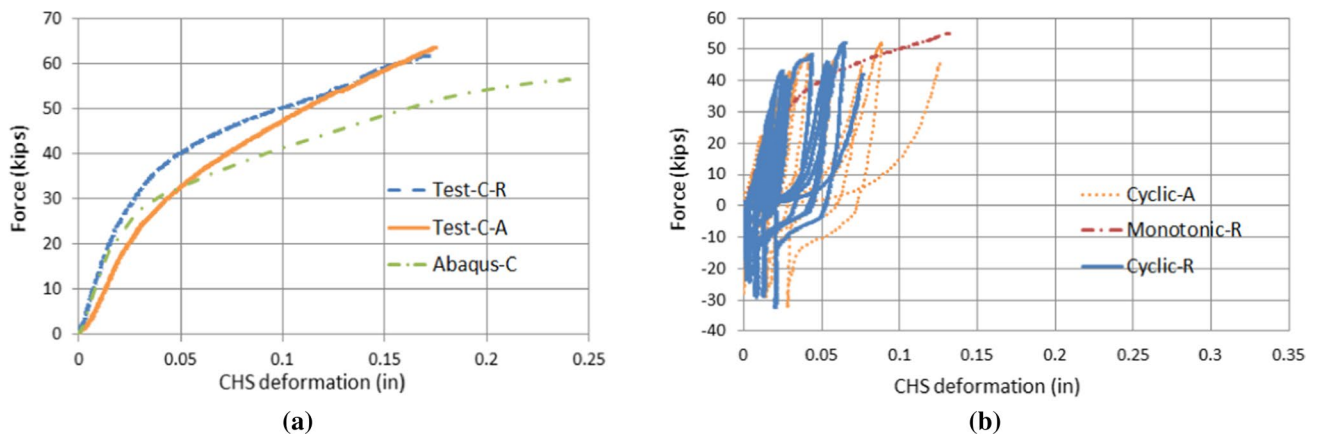 70
60
50
40
30
20
10
0
Force (kips)
0
0.05
0.1
0.15
0.2
0.25
CHS deformation (in)
Test-C-R
Test-C-A
Abaqus-C
(a)
60
50
40
30
20
10
0
-10
-20
-30
-40
Force (kips)
0
0.05
0.1
0.15
0.2
0.25
0.3
0.35
CHS deformation (in)
Cyclic-A
Monotonic-R
Cyclic-R
(b)